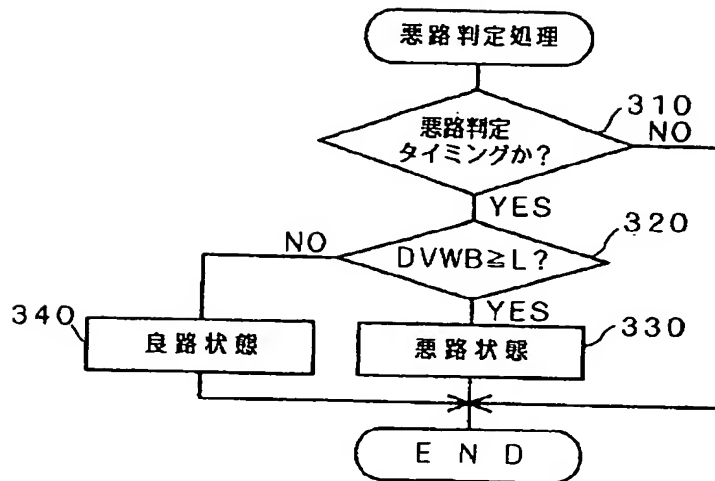 悪路判定処理
310
悪路判定
タイミングか？
NO
YES
320
NO
DVWB≧L？
YES
340
良路状態
悪路状態
330
END